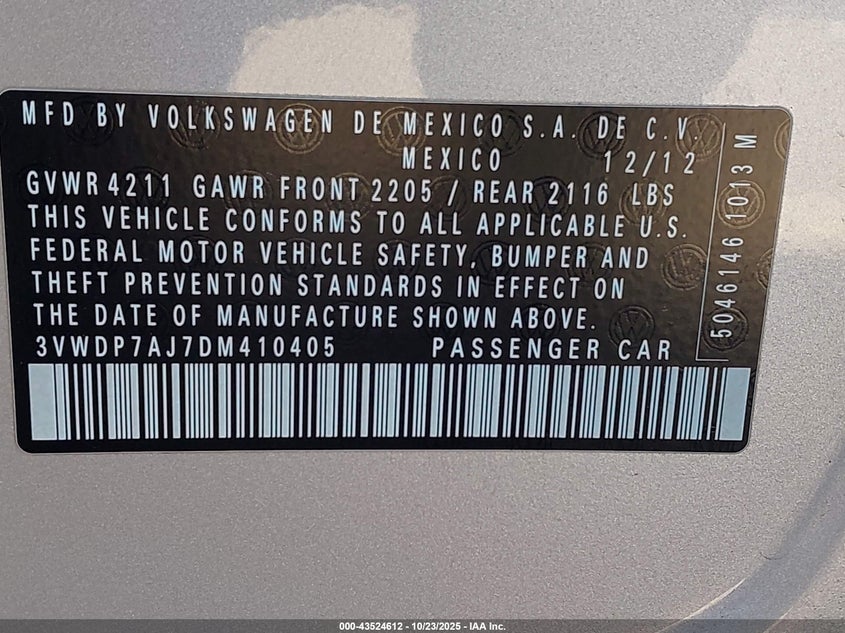 MFD BY VOLKSWAGEN DE MEXICO S.A. DE C.V.
MEXICO 12/12
GVWR 4211 GAWR FRONT 2205 / REAR 2116 LBS
THIS VEHICLE CONFORMS TO ALL APPLICABLE U.S.
FEDERAL MOTOR VEHICLE SAFETY, BUMPER AND
THEFT PREVENTION STANDARDS IN EFFECT ON
THE DATE OF MANUFACTURE SHOWN ABOVE.
3VWDP7AJ7DM410405 PASSENGER CAR
5046146 1013 M
000-43524612 - 10/23/2025 - IAA Inc.